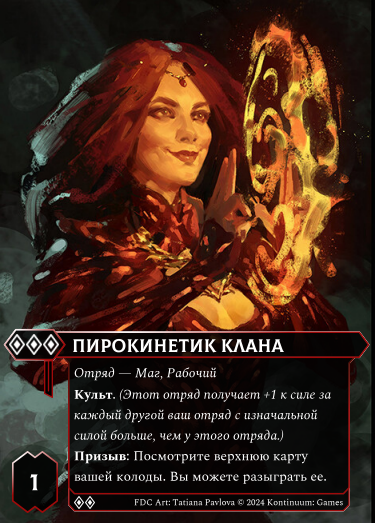 ПИРОКИНЕТИК КЛАНА
Отряд — Маг, Рабочий
Культ. (Этот отряд получает +1 к силе за
каждый другой ваш отряд с изначальной
силой больше, чем у этого отряда.)
Призыв: Посмотрите верхнюю карту
вашей колоды. Вы можете разыграть ее.
1
FDC Art: Tatiana Pavlova © 2024 Kontinuum: Games